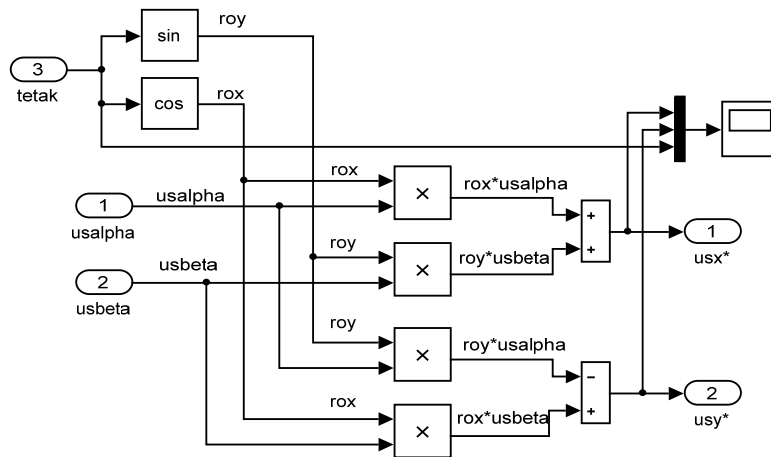 roy
sin
3
tetak
cos
rox
rox
rox*usalpha
×
+
+
1
usalpha
usalpha
1
usx*
roy
roy*usbeta
×
2
usbeta
usbeta
roy
roy*usalpha
×
−
+
2
usy*
rox
rox*usbeta
×